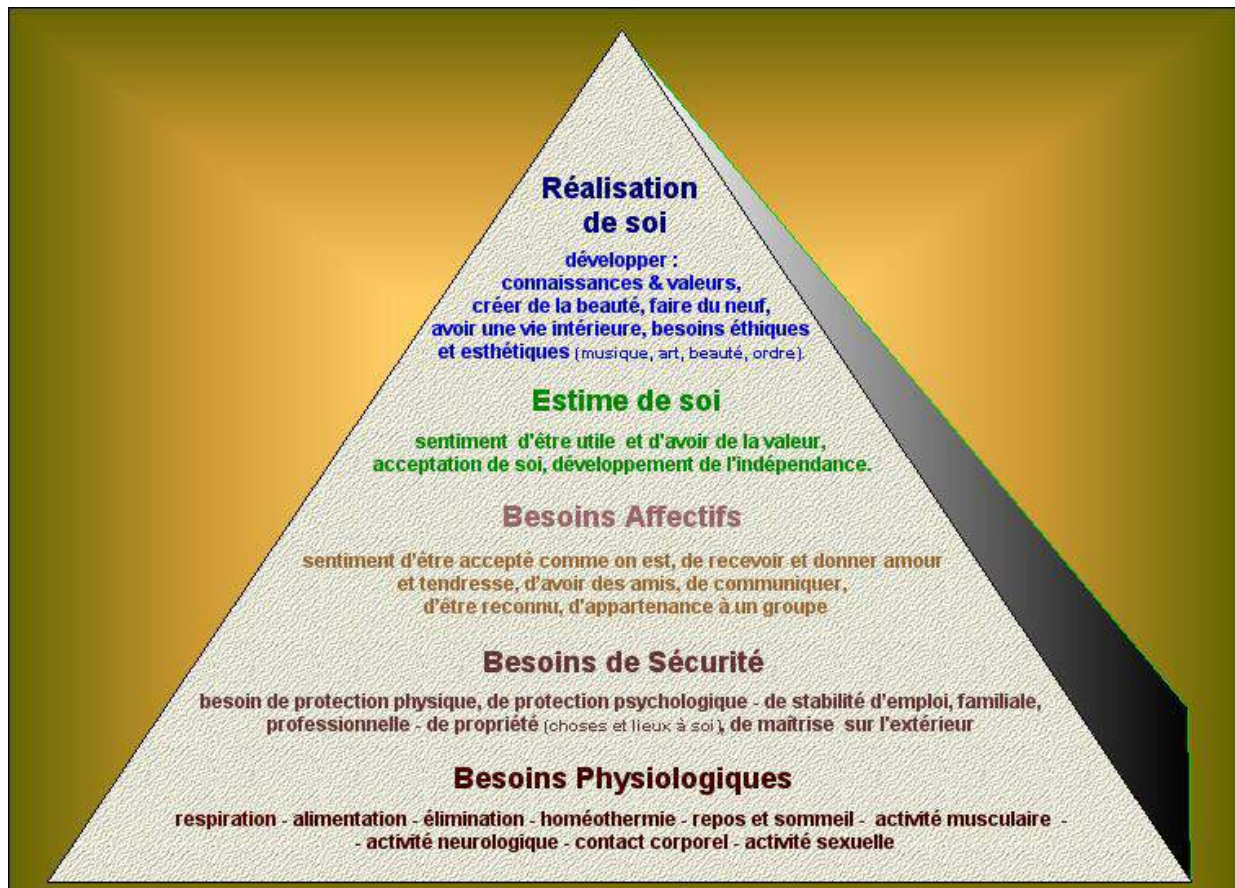 Réalisation
de soi
développer :
connaissances & valeurs,
créer de la beauté, faire du neuf,
avoir une vie intérieure, besoins éthiques
et esthétiques (musique, art, beauté, ordre).
Estime de soi
sentiment d'être utile et d'avoir de la valeur,
acceptation de soi, développement de l'indépendance.
Besoins Affectifs
sentiment d'être accepté comme on est, de recevoir et donner amour
et tendresse, d'avoir des amis, de communiquer,
d'être reconnu, d'appartenance à un groupe
Besoins de Sécurité
besoin de protection physique, de protection psychologique - de stabilité d'emploi, familiale,
professionnelle - de propriété (choses et lieux à soi), de maîtrise sur l'extérieur
Besoins Physiologiques
respiration - alimentation - élimination - homéothermie - repos et sommeil - activité musculaire -
- activité neurologique - contact corporel - activité sexuelle